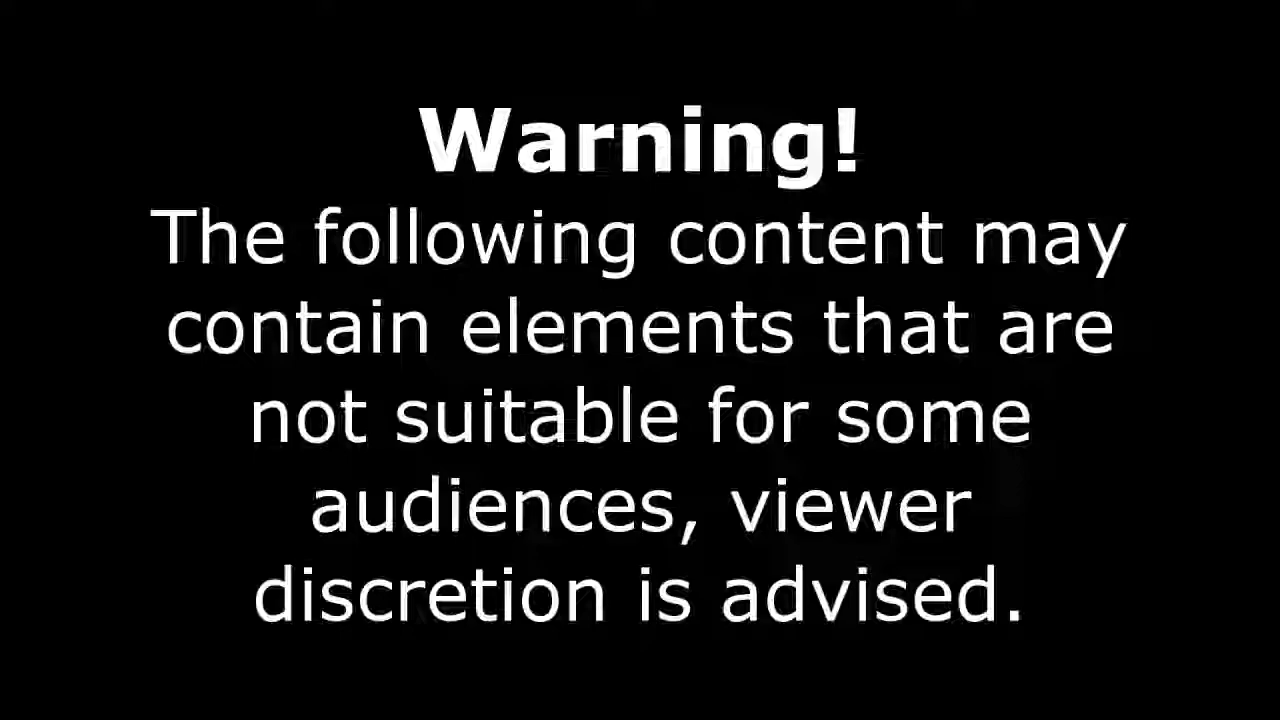 Warning!
The following content may
contain elements that are
not suitable for some
audiences, viewer
discretion is advised.